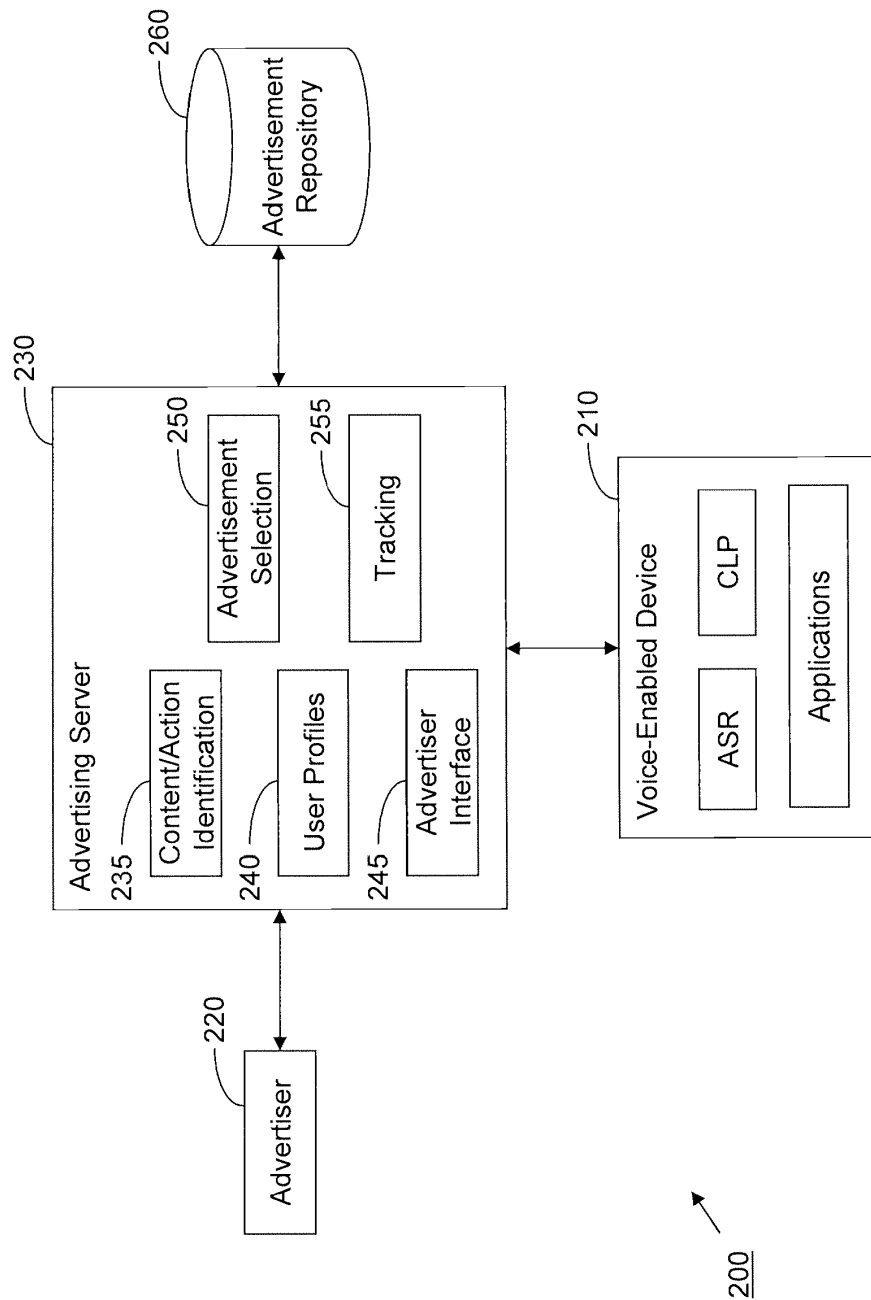 200
220
Advertiser
230
Advertising Server
235
Content/Action
Identification
240
User Profiles
245
Advertiser
Interface
250
Advertisement
Selection
255
Tracking
260
Advertisement
Repository
210
Voice-Enabled Device
ASR
CLP
Applications